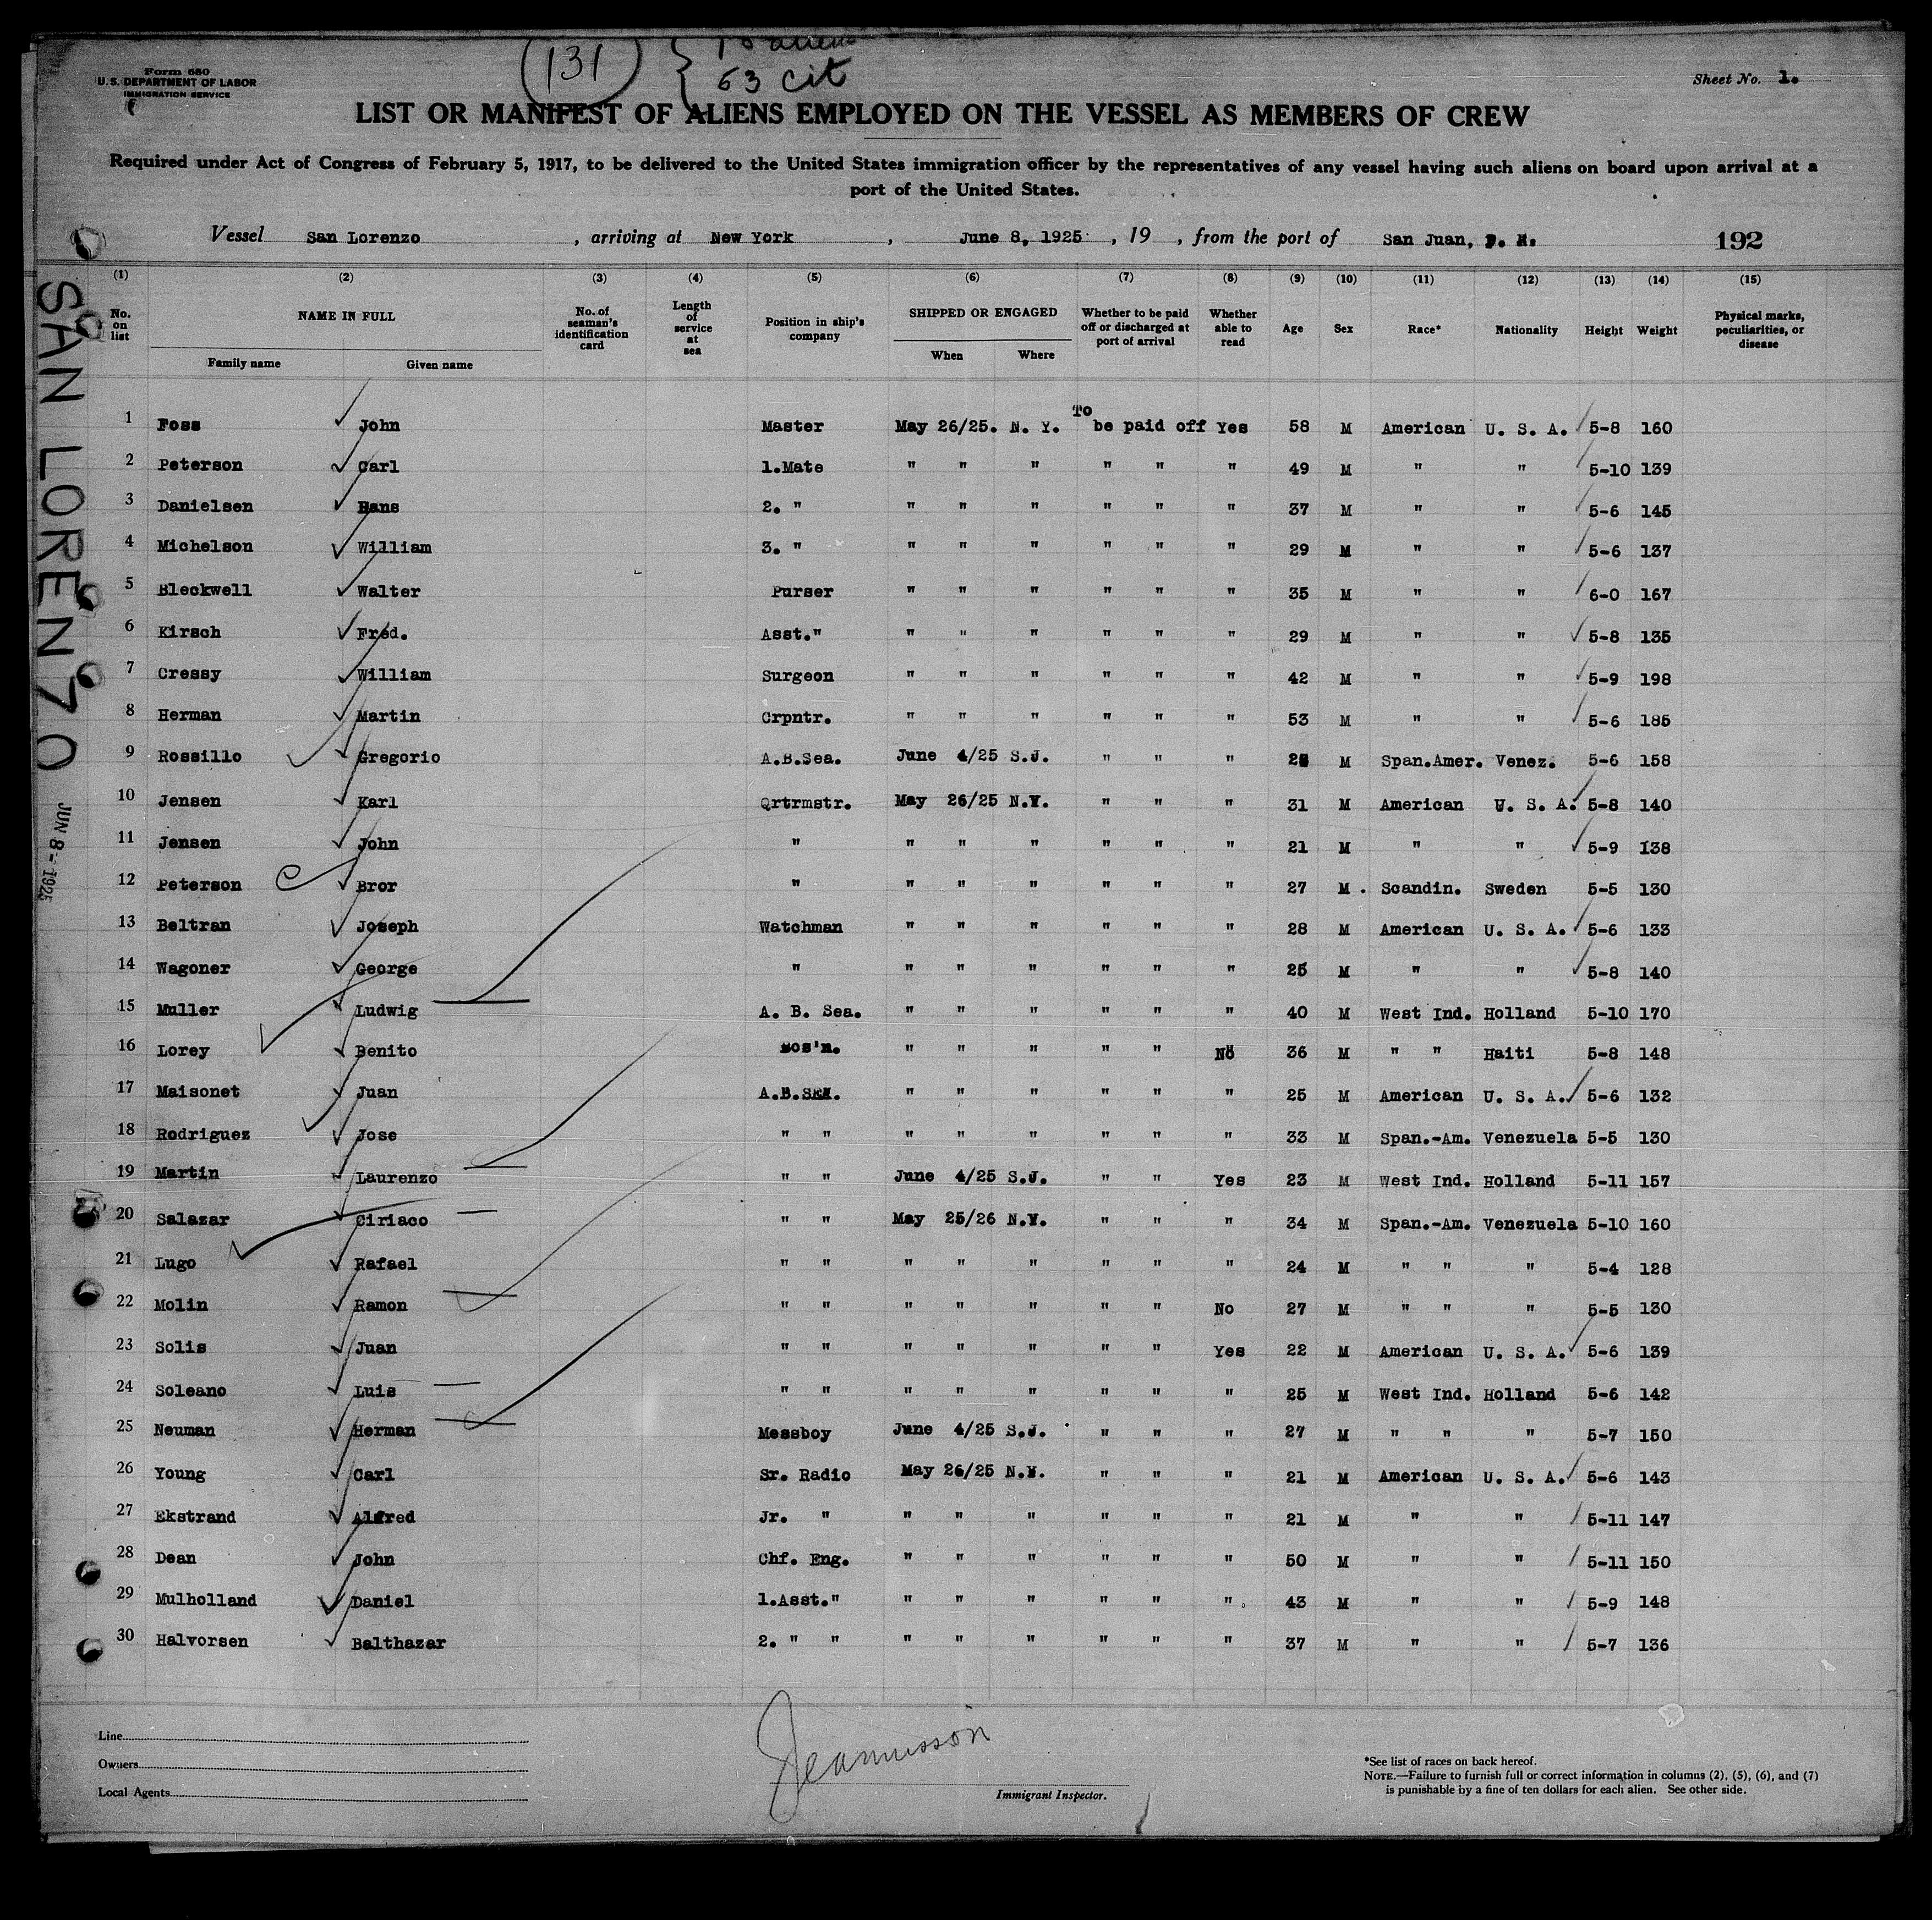 Form 680
U.S. DEPARTMENT OF LABOR
IMMIGRATION SERVICE
131
63 cit
Sheet No. 1.
LIST OR MANIFEST OF ALIENS EMPLOYED ON THE VESSEL AS MEMBERS OF CREW
Required under Act of Congress of February 5, 1917, to be delivered to the United States immigration officer by the representatives of any vessel having such aliens on board upon arrival at a
port of the United States.
Vessel San Lorenzo, arriving at New York, June 8, 1925, 19 , from the port of San Juan, 192
SAN LORENZO
JUN 8 - 1925
(1) (2) (3) (4) (5) (6) (7) (8) (9) (10) (11) (12) (13) (14) (15)
No. on list NAME IN FULL No. of seaman's identification card Length of service at sea Position in ship's company SHIPPED OR ENGAGED Whether to be paid off or discharged at port of arrival Whether able to read Age Sex Race* Nationality Height Weight Physical marks, peculiarities, or disease
Family name Given name When Where
1 Foss John Master May 26/25. N. Y. To be paid off Yes 58 M American U. S. A. 5-8 160
2 Peterson Carl 1.Mate " " " " " " 49 M " " 5-10 139
3 Danielsen Hans 2. " " " " " " " 37 M " " 5-6 145
4 Michelson William 3. " " " " " " " 29 M " " 5-6 137
5 Bleckwell Walter Purser " " " " " " 35 M " " 6-0 167
6 Kirsch Fred. Asst." " " " " " " 29 M " " 5-8 135
7 Cressy William Surgeon " " " " " " 42 M " " 5-9 198
8 Herman Martin Crpntr. " " " " " " 53 M " " 5-6 185
9 Rossillo Gregorio A.B.Sea. June 4/25 S.J. " " " M Span.Amer. Venez. 5-6 158
10 Jensen Karl Qrtrmstr. May 26/25 N.Y. " " " 31 M American U. S. A. 5-8 140
11 Jensen John " " " " " " " 21 M " " 5-9 138
12 Peterson Bror " " " " " " " 27 M . Scandin. Sweden 5-5 130
13 Beltran Joseph Watchman " " " " " " 28 M American U. S. A. 5-6 133
14 Wagoner George " " " " " " " 25 M " " 5-8 140
15 Muller Ludwig A. B. Sea. " " " " " " 40 M West Ind. Holland 5-10 170
16 Lorey Benito Bos'n. " " " " " No 36 M " " Haiti 5-8 148
17 Maisonet Juan A.B.SEA. " " " " " " 25 M American U. S. A. 5-6 132
18 Rodriguez Jose " " " " " " " " 33 M Span.-Am. Venezuela 5-5 130
19 Martin Laurenzo " " June 4/25 S.J. " " Yes 23 M West Ind. Holland 5-11 157
20 Salazar Ciriaco " " May 25/26 N.Y. " " " 34 M Span.-Am. Venezuela 5-10 160
21 Lugo Rafael " " " " " " " " 24 M " " " 5-4 128
22 Molin Ramon " " " " " " " No 27 M " " " 5-5 130
23 Solis Juan " " " " " " " Yes 22 M American U. S. A. 5-6 139
24 Soleano Luis " " " " " " " " 25 M West Ind. Holland 5-6 142
25 Neuman Herman Messboy June 4/25 S.J. " " " 27 M " " " 5-7 150
26 Young Carl Sr. Radio May 26/25 N.Y. " " " 21 M American U. S. A. 5-6 143
27 Ekstrand Alfred Jr. " " " " " " " 21 M " " 5-11 147
28 Dean John Chf. Eng. " " " " " " 50 M " " 5-11 150
29 Mulholland Daniel 1.Asst." " " " " " " 43 M " " 5-9 148
30 Halvorsen Balthazar 2. " " " " " " " " 37 M " " 5-7 136
Line
Owners
Local Agents
Immigrant Inspector.
*See list of races on back hereof.
NOTE.—Failure to furnish full or correct information in columns (2), (5), (6), and (7)
is punishable by a fine of ten dollars for each alien. See other side.